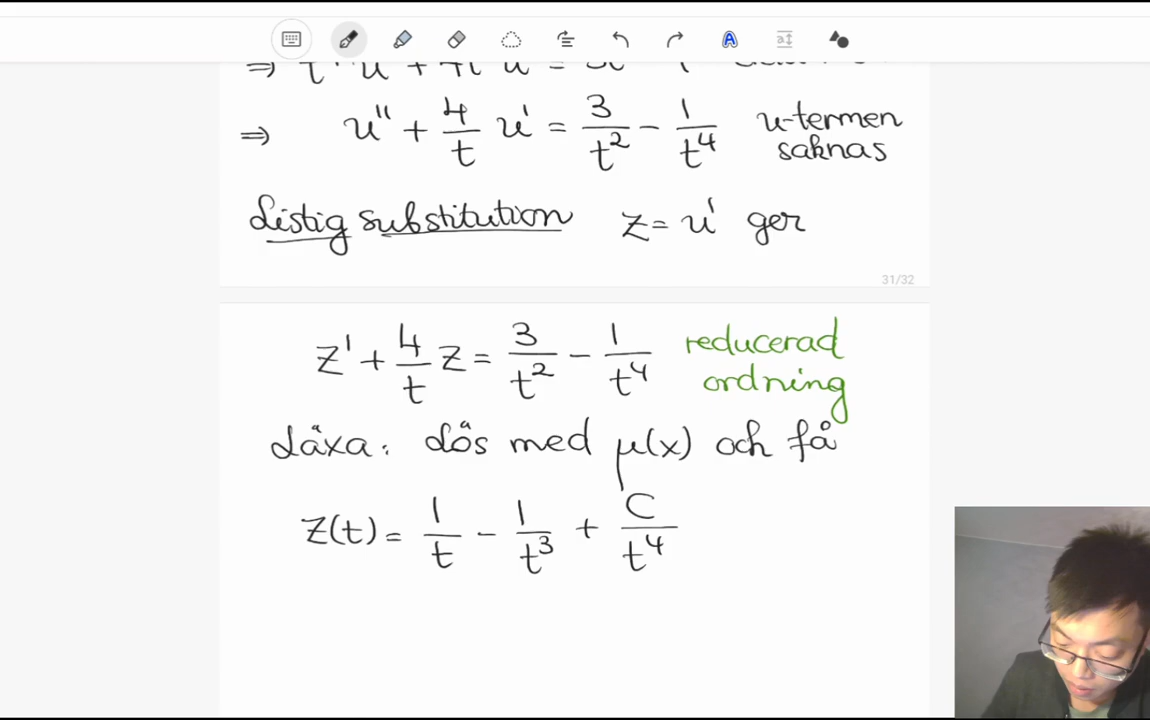 ⇒ u'' + 4/t u' = 3/t² − 1/t⁴ u-termen saknas
Listig substitution z = u' ger
31/32
z' + 4/t z = 3/t² − 1/t⁴ reducerad ordning
Läxa: Lös med μ(x) och få
z(t) = 1/t − 1/t³ + C/t⁴